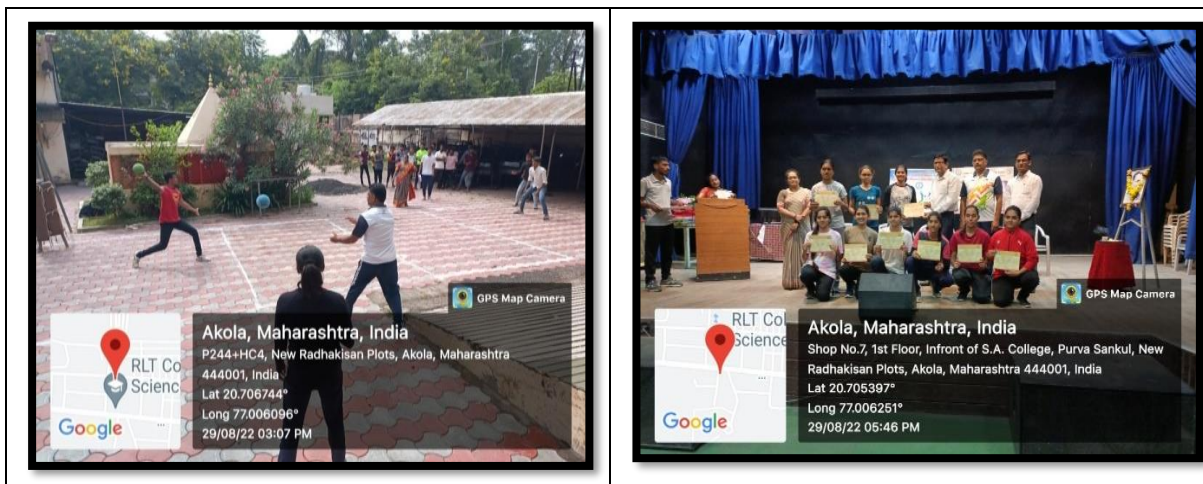 GPS Map Camera
RLT Co
Scienc
Google
Akola, Maharashtra, India
P244+HC4, New Radhakisan Plots, Akola, Maharashtra
444001, India
Lat 20.706744°
Long 77.006096°
29/08/22 03:07 PM
GPS Map Camera
RLT Col
Science
Google
Akola, Maharashtra, India
Shop No.7, 1st Floor, Infront of S.A. College, Purva Sankul, New
Radhakisan Plots, Akola, Maharashtra 444001, India
Lat 20.705397°
Long 77.006251°
29/08/22 05:46 PM